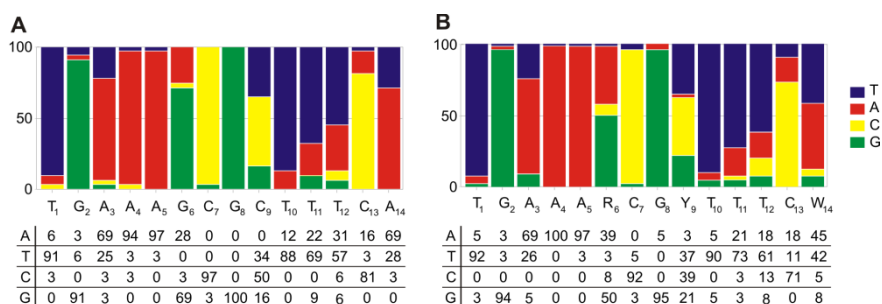 A
B
100
50
0
T1 G2 A3 A4 A5 G6 C7 G8 C9 T10 T11 T12 C13 A14
A 6 3 69 94 97 28 0 0 0 12 22 31 16 69
T 91 6 25 3 3 0 0 0 34 88 69 57 3 28
C 3 0 3 3 0 3 97 0 50 0 0 6 81 3
G 0 91 3 0 0 69 3 100 16 0 9 6 0 0
100
50
0
T1 G2 A3 A4 A5 R6 C7 G8 Y9 T10 T11 T12 C13 W14
A 5 3 69 100 97 39 0 5 3 5 21 18 18 45
T 92 3 26 0 3 3 5 0 37 90 73 61 11 42
C 0 0 0 0 0 8 92 0 39 0 3 13 71 5
G 3 94 5 0 0 50 3 95 21 5 3 8 0 8
T
A
C
G